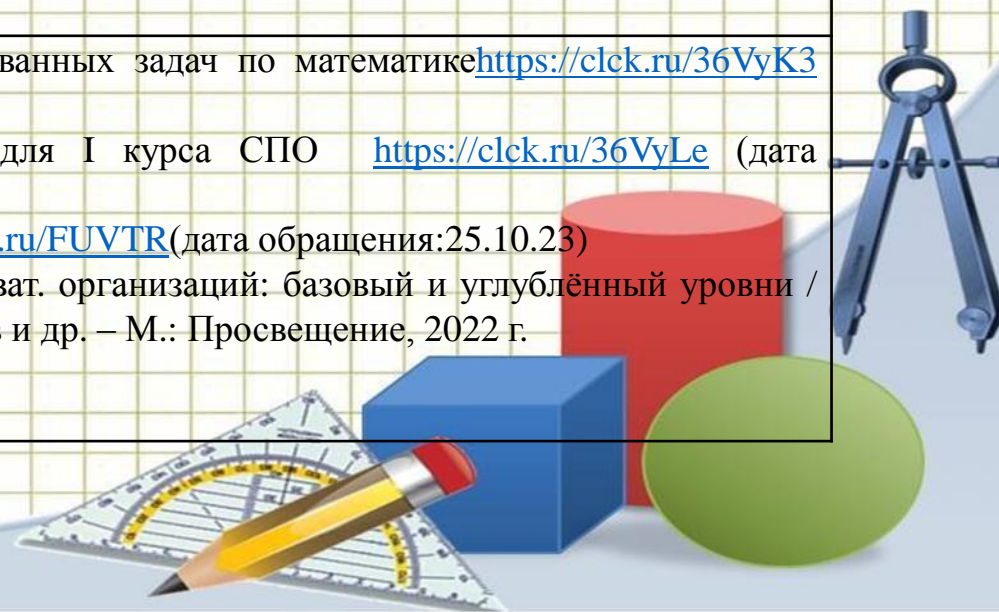 ванных задач по математикеhttps://clck.ru/36VyK3
для I курса СПО https://clck.ru/36VyLe (дата
.ru/FUVTR(дата обращения:25.10.23)
ват. организаций: базовый и углублённый уровни /
и др. – М.: Просвещение, 2022 г.